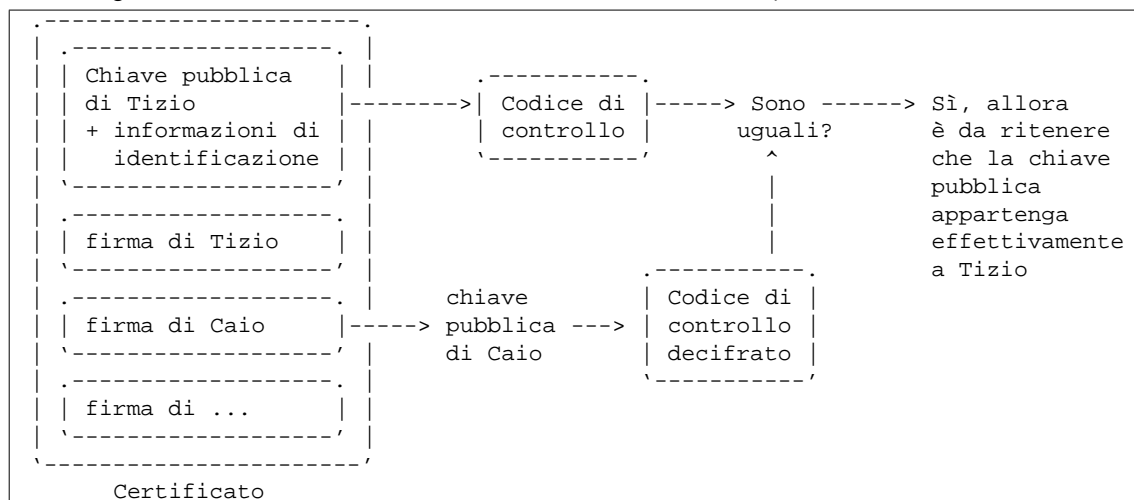 Chiave pubblica
di Tizio
+ informazioni di
identificazione
Codice di
controllo
Sono
uguali?
Sì, allora
è da ritenere
che la chiave
pubblica
appartenga
effettivamente
a Tizio
firma di Tizio
firma di Caio
chiave
pubblica
di Caio
Codice di
controllo
decifrato
firma di ...
Certificato